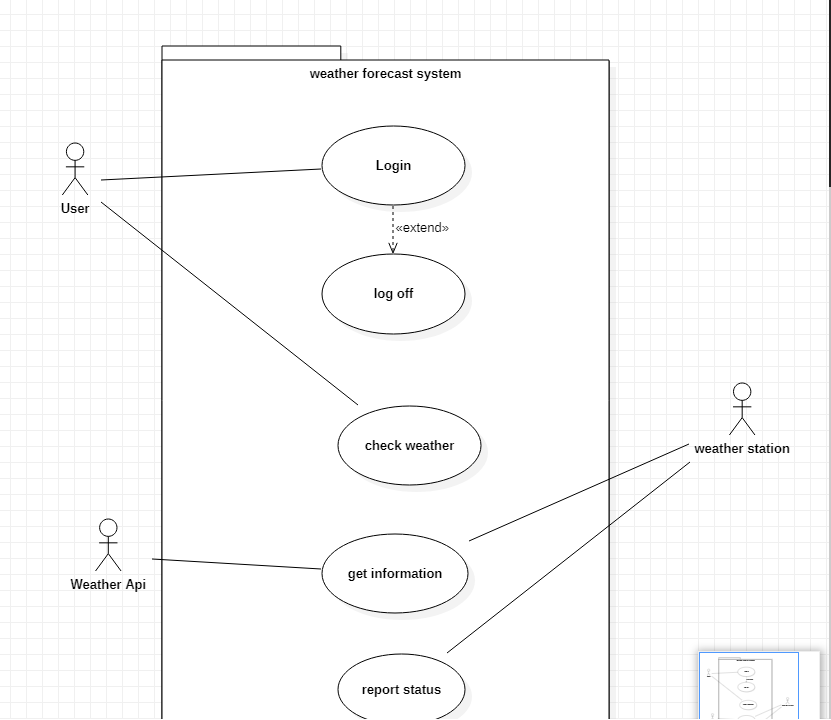 weather forecast system
Login
User
«extend»
log off
check weather
weather station
get information
Weather Api
report status